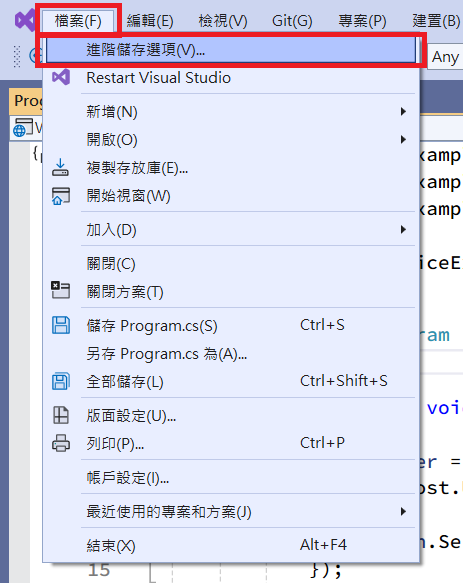 檔案(F) 編輯(E) 檢視(V) Git(G) 專案(P) 建置(B)
進階儲存選項(V)... Any
Restart Visual Studio
Prog
新增(N)
W
開啟(O)
複製存放庫(E)... xamp
開始視窗(W) xamp
xamp
加入(D)
關閉(C) iceE
關閉方案(T)
儲存 Program.cs(S) Ctrl+S
ram
另存 Program.cs 為(A)...
全部儲存(L) Ctrl+Shift+S
版面設定(U)... voi
列印(P)... Ctrl+P
er =
帳戶設定(I)...
ost.
最近使用的專案和方案(J)
結束(X) Alt+F4
n.Se
15 });